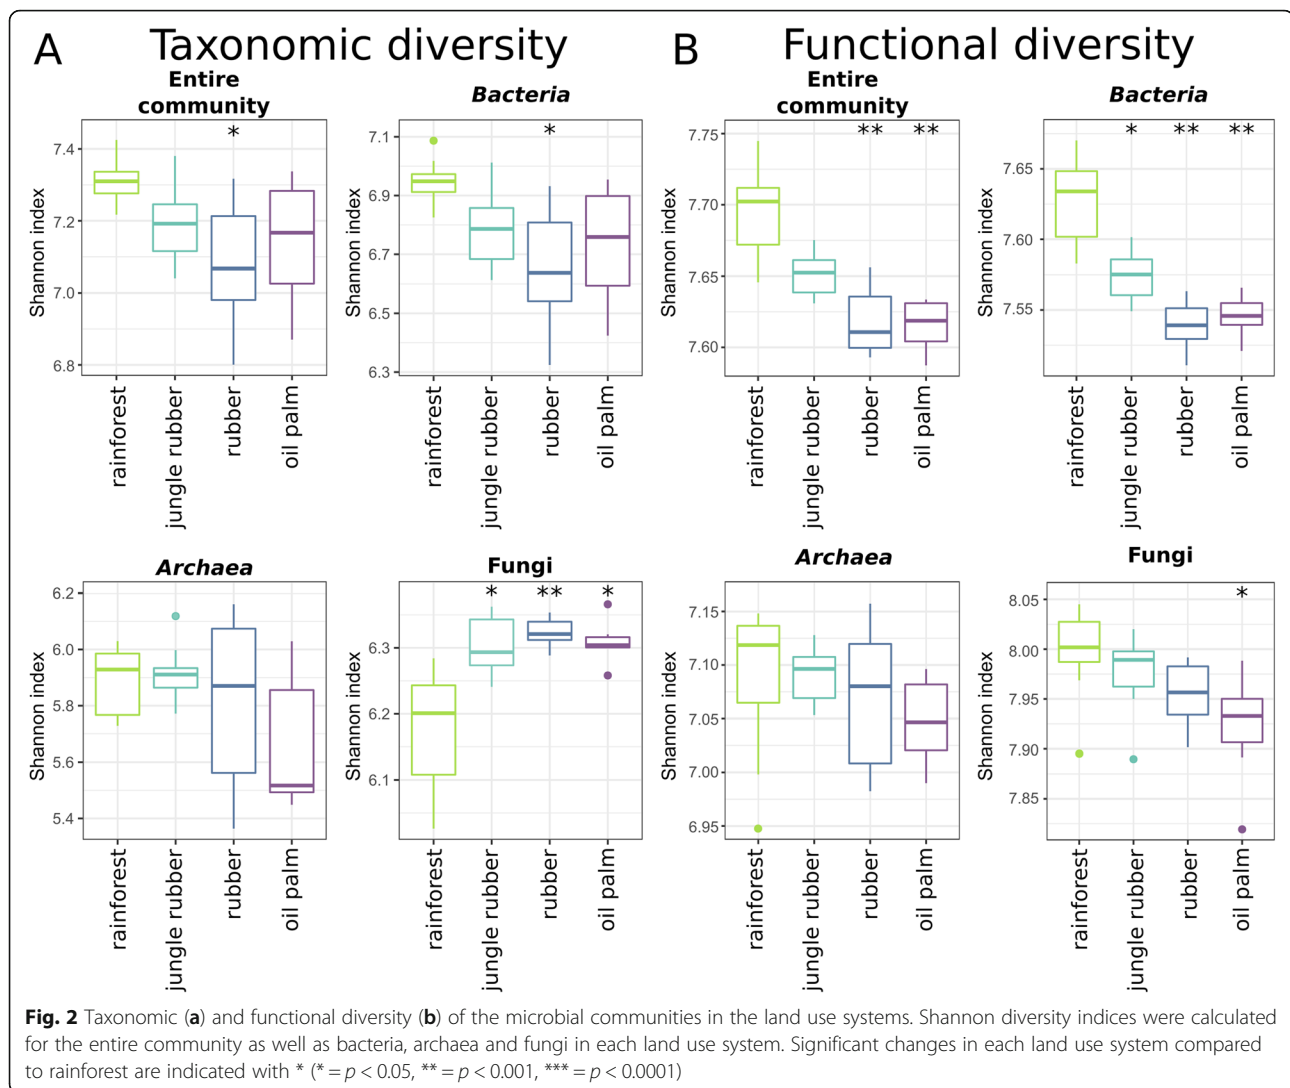 A Taxonomic diversity
B Functional diversity
Entire
community
*
Shannon index
7.4
7.2
7.0
6.8
rainforest
jungle rubber
rubber
oil palm
Bacteria
*
Shannon index
7.1
6.9
6.7
6.5
6.3
rainforest
jungle rubber
rubber
oil palm
Entire
community
** **
Shannon index
7.75
7.70
7.65
7.60
rainforest
jungle rubber
rubber
oil palm
Bacteria
* ** **
Shannon index
7.65
7.60
7.55
rainforest
jungle rubber
rubber
oil palm
Archaea
Shannon index
6.2
6.0
5.8
5.6
5.4
rainforest
jungle rubber
rubber
oil palm
Fungi
* ** *
Shannon index
6.3
6.2
6.1
rainforest
jungle rubber
rubber
oil palm
Archaea
Shannon index
7.15
7.10
7.05
7.00
6.95
rainforest
jungle rubber
rubber
oil palm
Fungi
*
Shannon index
8.05
8.00
7.95
7.90
7.85
rainforest
jungle rubber
rubber
oil palm
Fig. 2 Taxonomic (a) and functional diversity (b) of the microbial communities in the land use systems. Shannon diversity indices were calculated
for the entire community as well as bacteria, archaea and fungi in each land use system. Significant changes in each land use system compared
to rainforest are indicated with * (* = p < 0.05, ** = p < 0.001, *** = p < 0.0001)